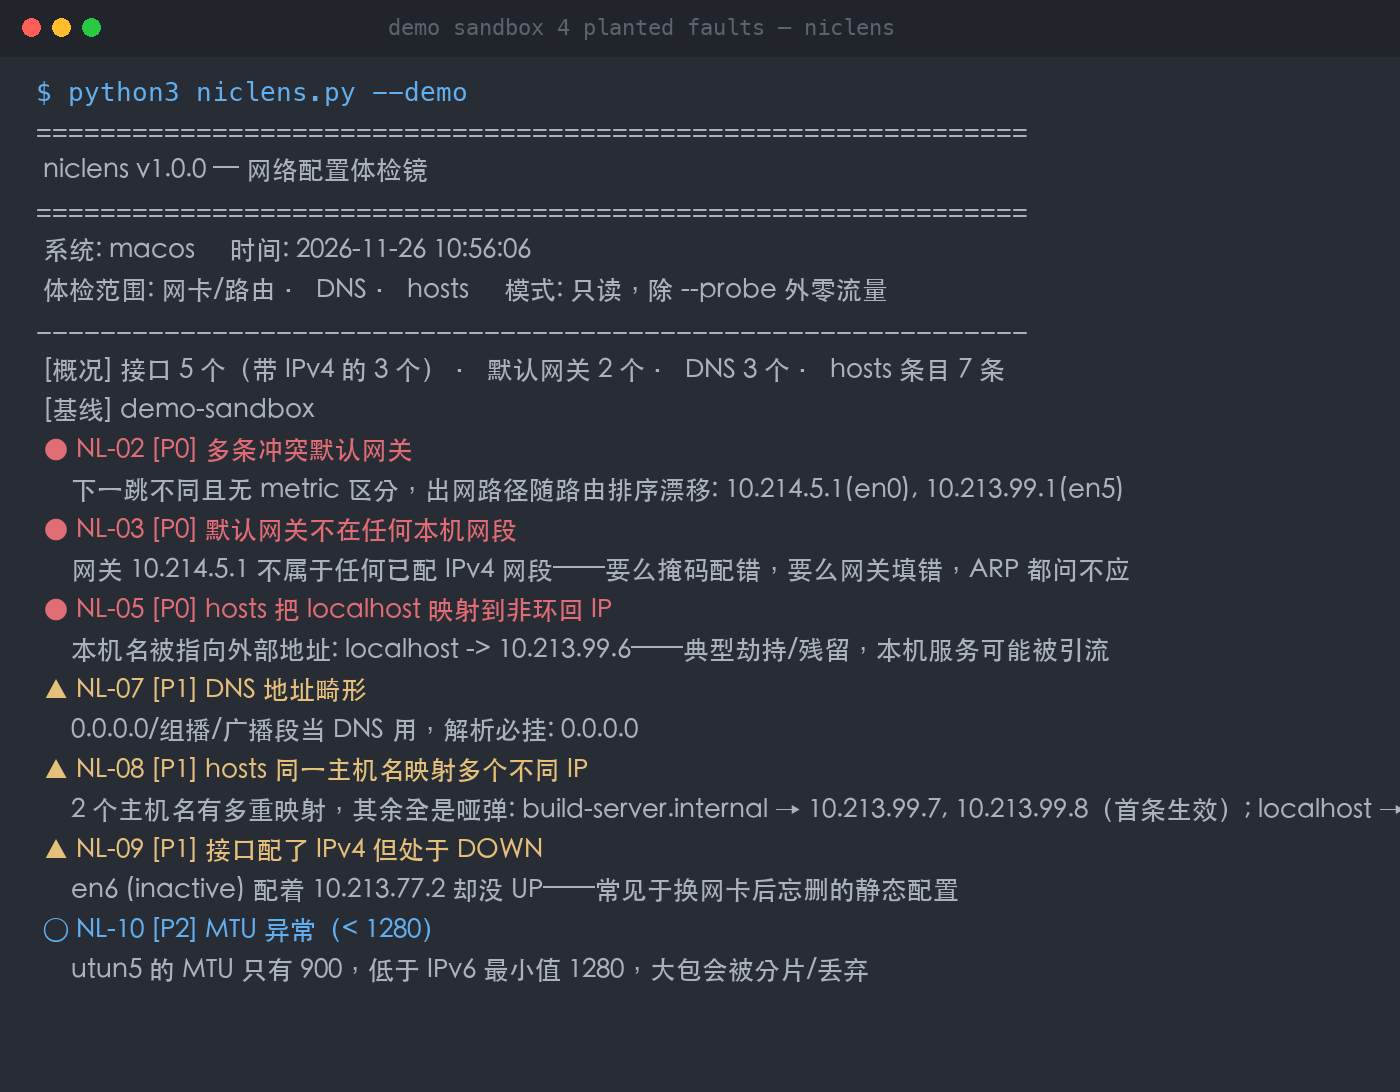 demo sandbox 4 planted faults — niclens
$ python3 niclens.py --demo
==============================================================
niclens v1.0.0 — 网络配置体检镜
==============================================================
系统: macos 时间: 2026-11-26 10:56:06
体检范围: 网卡/路由 · DNS · hosts 模式: 只读，除 --probe 外零流量
--------------------------------------------------------------
[概况] 接口 5 个（带 IPv4 的 3 个） · 默认网关 2 个 · DNS 3 个 · hosts 条目 7 条
[基线] demo-sandbox
● NL-02 [P0] 多条冲突默认网关
下一跳不同且无 metric 区分，出网路径随路由排序漂移: 10.214.5.1(en0), 10.213.99.1(en5)
● NL-03 [P0] 默认网关不在任何本机网段
网关 10.214.5.1 不属于任何已配 IPv4 网段——要么掩码配错，要么网关填错，ARP 都问不应
● NL-05 [P0] hosts 把 localhost 映射到非环回 IP
本机名被指向外部地址: localhost -> 10.213.99.6——典型劫持/残留，本机服务可能被引流
▲ NL-07 [P1] DNS 地址畸形
0.0.0.0/组播/广播段当 DNS 用，解析必挂: 0.0.0.0
▲ NL-08 [P1] hosts 同一主机名映射多个不同 IP
2 个主机名有多重映射，其余全是哑弹: build-server.internal → 10.213.99.7, 10.213.99.8（首条生效）; localhost →
▲ NL-09 [P1] 接口配了 IPv4 但处于 DOWN
en6 (inactive) 配着 10.213.77.2 却没 UP——常见于换网卡后忘删的静态配置
○ NL-10 [P2] MTU 异常（< 1280）
utun5 的 MTU 只有 900，低于 IPv6 最小值 1280，大包会被分片/丢弃